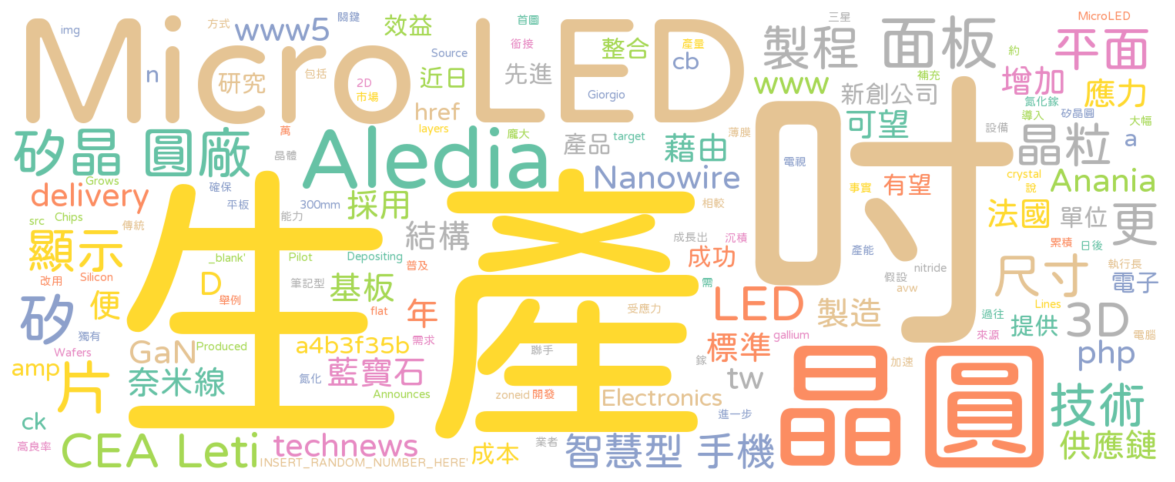 img
方式
關鍵
www5
效益
首圖
三星
MicroLED
Micro LED
銜接
整合
產量
製程
面板
約
平面
n
研究
包括
Source
近日
先進
cb
www
補充
增加
應力
2D
市場
Giorgio
新創公司
氮化鎵
href
萬
layers
龐大
target
薄膜
可望
導入
矽晶圓
大幅
設備
矽晶
圓廠
晶體
Aledia
產品
藉由
電視
吋
晶粒
a
delivery
Grows
確保
平板
300mm
採用
Nanowire
事實
有望
crystal
說
Anania
src
Chips
傳統
能力
結構
相較
成長出
沉積
法國
單位
更
累積
日後
顯示
_blank'
Pilot
Depositing
普及
成功
產能
nitride
執行長
改用
Silicon
舉例
D
筆記型
基板
flat
需
假設
avw
尺寸
電子
矽
便
獨有
生產
年
受應力
LED
製造
Lines
過往
提供
3D
電腦
Wafers
GaN
Produced
a4b3f35b
需求
聯手
標準
gallium
來源
php
amp
片
奈米線
氮化
藍寶石
Announces
zoneid
開發
鎵
tw
加速
晶圓
技術
ck
Electronics
進一步
高良率
CEA Leti
technews
INSERT_RANDOM_NUMBER_HERE'
成本
業者
智慧型
手機
供應鏈